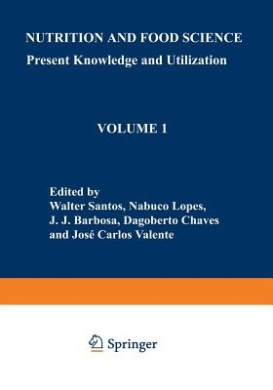 NUTRITION AND FOOD SCIENCE
Present Knowledge and Utilization
VOLUME 1
Edited by
Walter Santos, Nabuco Lopes,
J. J. Barbosa, Dagoberto Chaves
and José Carlos Valente
Springer